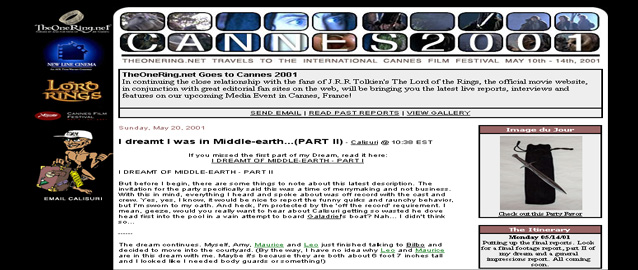 TheOneRing.net
NEW LINE CINEMA
LORD
OF THE
RINGS
CANNES FILM
FESTIVAL
EMAIL CALISURI
CANNES2001
THEONERING.NET TRAVELS TO THE INTERNATIONAL CANNES FILM FESTIVAL MAY 10th - 14th, 2001
TheOneRing.net Goes to Cannes 2001
In continuing the close relationship with the fans of J.R.R Tolkien's The Lord of the Rings, the official movie website,
in conjunction with great editorial fan sites on the web, will be bringing you the latest live reports, interviews and
features on our upcoming Media Event in Cannes, France!
SEND EMAIL | READ PAST REPORTS | VIEW GALLERY
Sunday, May 20, 2001
I dreamt I was in Middle-earth...(PART II) - Calisuri @ 10:38 EST
If you missed the first part of my Dream, read it here:
I DREAMT OF MIDDLE-EARTH - PART I
I DREAMT OF MIDDLE-EARTH - PART II
But before I begin, there are some things to note about this latest description. The
invitation for the party specifically said this was a time of merrymaking and not business.
With this in mind, everything I heard and spoke about was off record with the cast and
crew. Yes, yes, I know, it would be nice to report the funny quirks and raunchy behavior,
but I'm sworn to my oath. And heck, I'm protected by the 'off the record' requirement. I
mean, geeze, would you really want to hear about Calisuri getting so wasted he dove
head first into the pool in a vain attempt to board Galadriel's boat? Nah... I didn't think
so...
------
The dream continues. Myself, Amy, Maurice and Leo just finished talking to Bilbo and
decided to move into the courtyard. (By the way, I have no idea why Leo and Maurice
are in this dream with me. Maybe it's because they are both about 6 foot 7 inches tall
and I looked like I needed body guards or something!)
Image du Jour
Check out this Party Favor
The Itinerary
Monday 05/14/01
Putting up the final reports. Look
for a final footage report, part II of
my dream and a general
impressions report. All coming
soon.